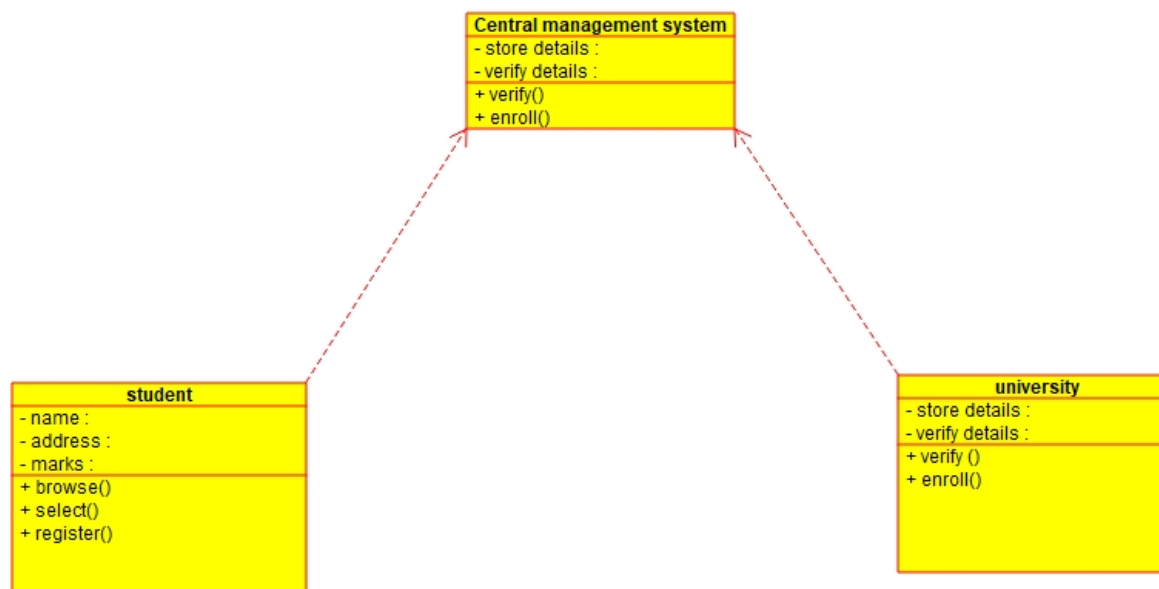 Central management system
- store details :
- verify details :
+ verify()
+ enroll()
student
- name :
- address :
- marks :
+ browse()
+ select()
+ register()
university
- store details :
- verify details :
+ verify ()
+ enroll()